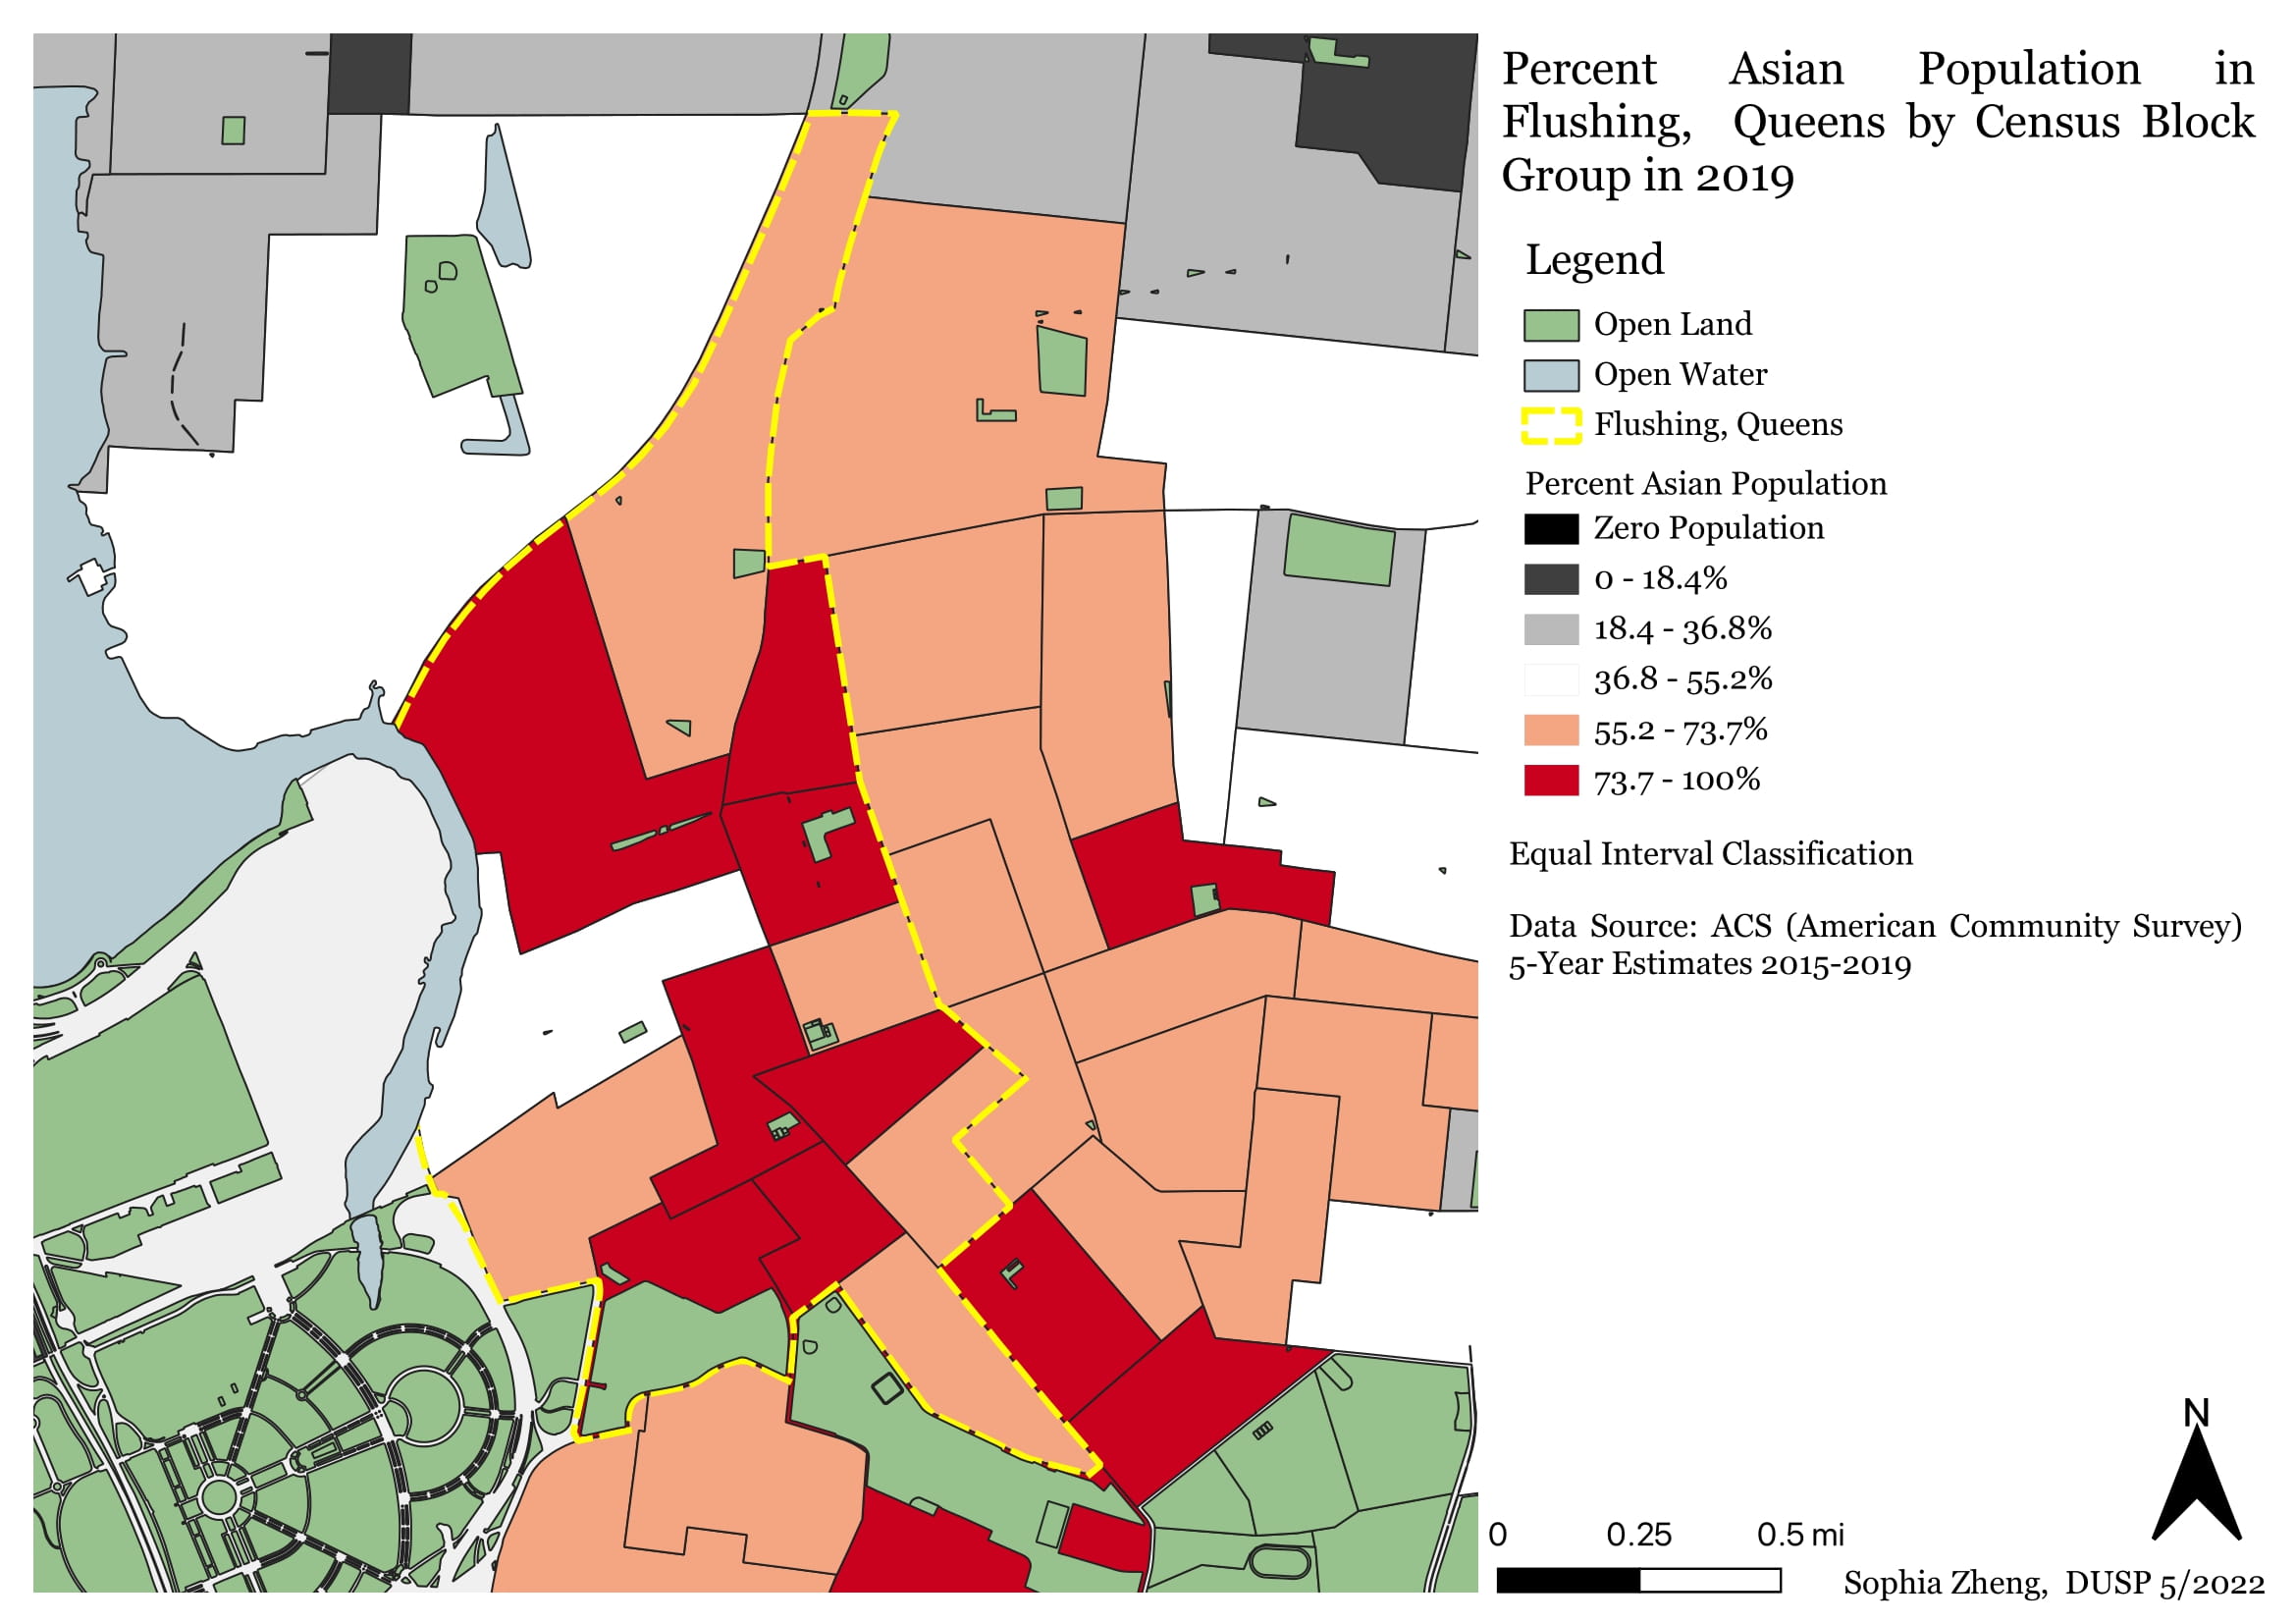 Percent Asian Population in
Flushing, Queens by Census Block
Group in 2019
Legend
Open Land
Open Water
Flushing, Queens
Percent Asian Population
Zero Population
0 - 18.4%
18.4 - 36.8%
36.8 - 55.2%
55.2 - 73.7%
73.7 - 100%
Equal Interval Classification
Data Source: ACS (American Community Survey)
5-Year Estimates 2015-2019
N
0 0.25 0.5 mi
Sophia Zheng, DUSP 5/2022